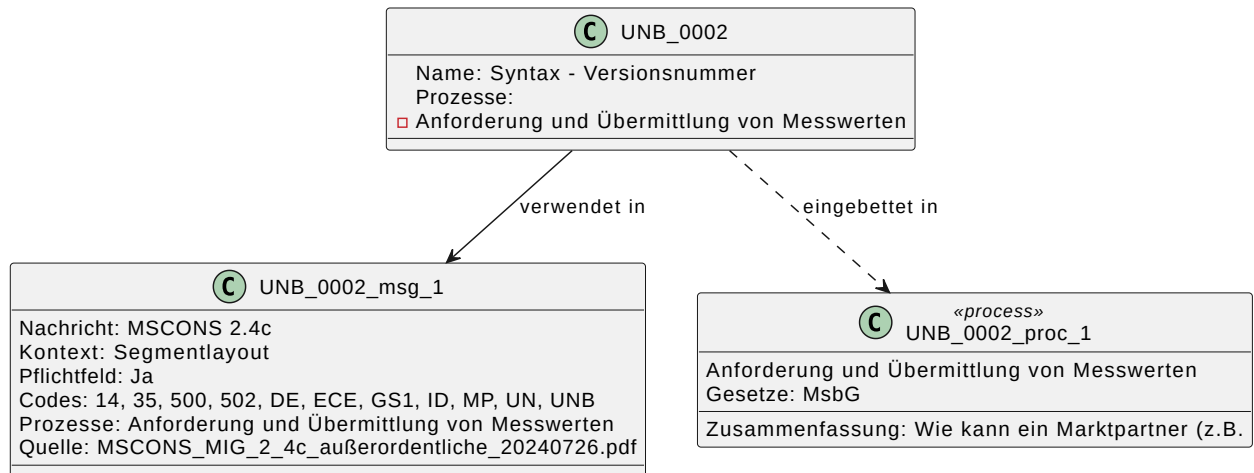 C UNB_0002
Name: Syntax - Versionsnummer
Prozesse:
Anforderung und Übermittlung von Messwerten
verwendet in
eingebettet in
C UNB_0002_msg_1
Nachricht: MSCONS 2.4c
Kontext: Segmentlayout
Pflichtfeld: Ja
Codes: 14, 35, 500, 502, DE, ECE, GS1, ID, MP, UN, UNB
Prozesse: Anforderung und Übermittlung von Messwerten
Quelle: MSCONS_MIG_2_4c_außerordentliche_20240726.pdf
C «process»
UNB_0002_proc_1
Anforderung und Übermittlung von Messwerten
Gesetze: MsbG
Zusammenfassung: Wie kann ein Marktpartner (z.B.